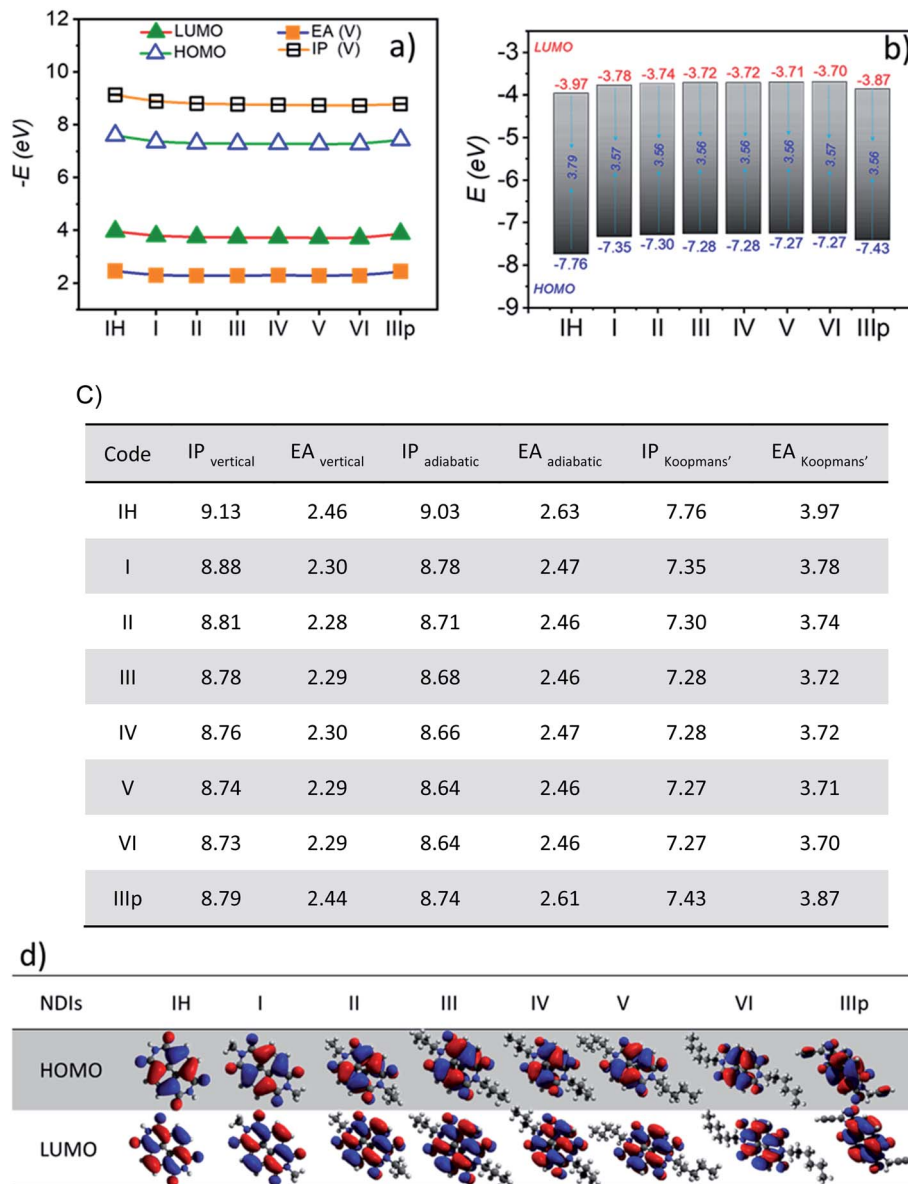 12
10
8
6
4
2
-E (eV)
LUMO
HOMO
EA (V)
IP (V)
a)
IH I II III IV V VI IIIp
b)
-3
-4
-5
-6
-7
-8
-9
E (eV)
LUMO
-3.97 -3.78 -3.74 -3.72 -3.72 -3.71 -3.70 -3.87
3.79 3.57 3.56 3.56 3.56 3.56 3.57 3.56
-7.76 -7.35 -7.30 -7.28 -7.28 -7.27 -7.27 -7.43
HOMO
IH I II III IV V VI IIIp
C)
Code IP vertical EA vertical IP adiabatic EA adiabatic IP Koopmans' EA Koopmans'
IH 9.13 2.46 9.03 2.63 7.76 3.97
I 8.88 2.30 8.78 2.47 7.35 3.78
II 8.81 2.28 8.71 2.46 7.30 3.74
III 8.78 2.29 8.68 2.46 7.28 3.72
IV 8.76 2.30 8.66 2.47 7.28 3.72
V 8.74 2.29 8.64 2.46 7.27 3.71
VI 8.73 2.29 8.64 2.46 7.27 3.70
IIIp 8.79 2.44 8.74 2.61 7.43 3.87
d)
NDIs IH I II III IV V VI IIIp
HOMO
LUMO